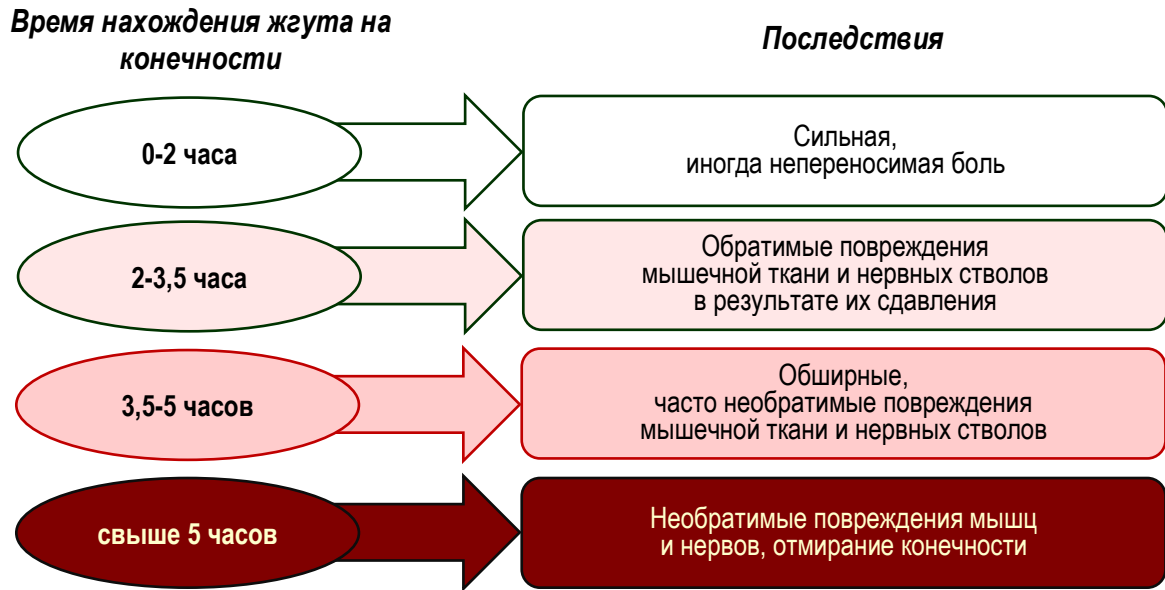 Время нахождения жгута на
конечности
Последствия
0-2 часа
Сильная,
иногда непереносимая боль
2-3,5 часа
Обратимые повреждения
мышечной ткани и нервных стволов
в результате их сдавления
3,5-5 часов
Обширные,
часто необратимые повреждения
мышечной ткани и нервных стволов
свыше 5 часов
Необратимые повреждения мышц
и нервов, отмирание конечности